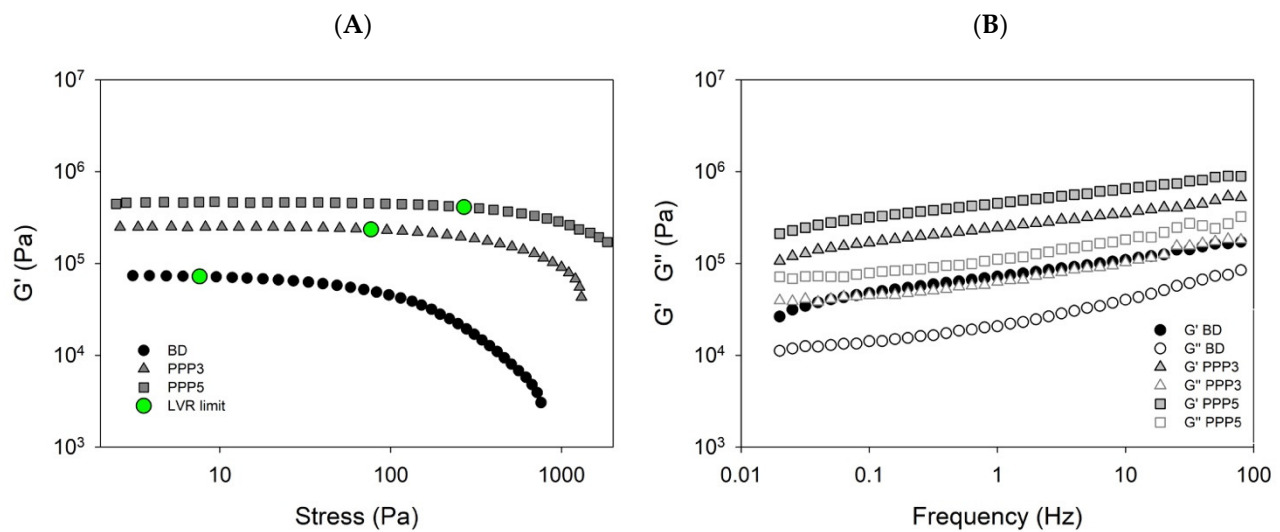 (A)
(B)
10⁷
10⁶
10⁵
10⁴
10³
G' (Pa)
10
100
1000
Stress (Pa)
BD
PPP3
PPP5
LVR limit
10⁷
10⁶
10⁵
10⁴
10³
G' G'' (Pa)
0.01
0.1
1
10
100
Frequency (Hz)
G' BD
G'' BD
G' PPP3
G'' PPP3
G' PPP5
G'' PPP5